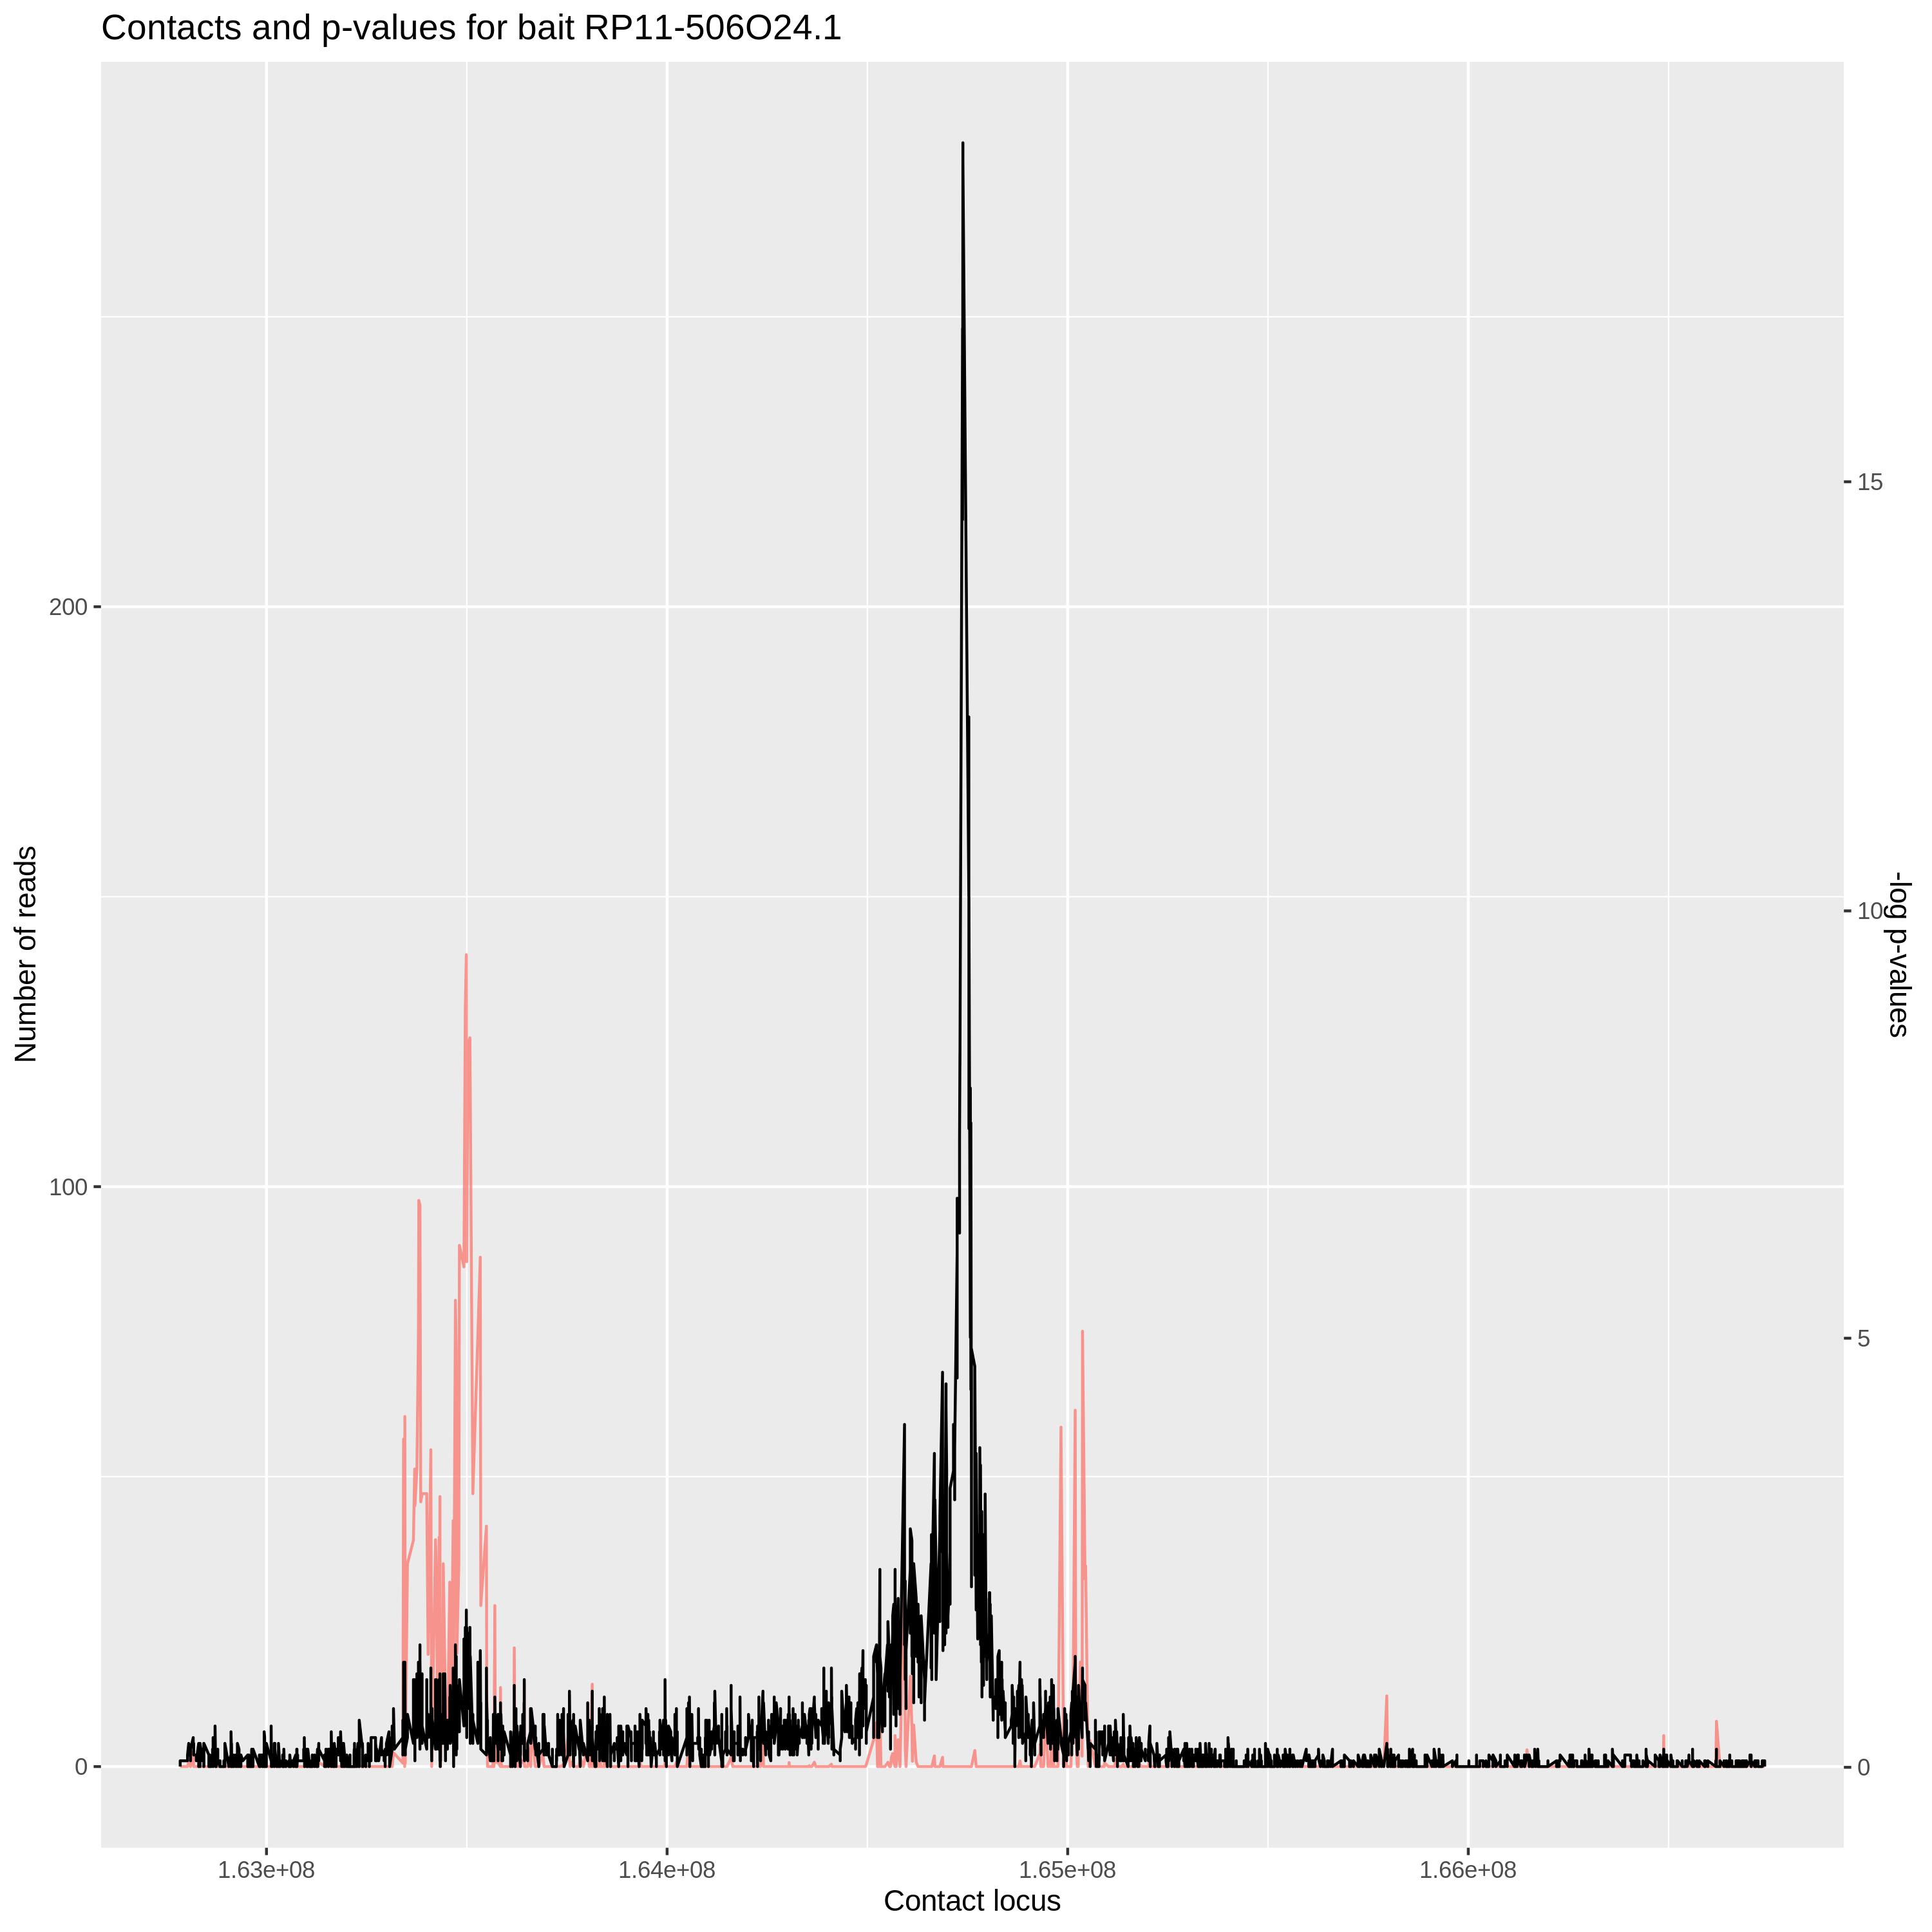 Contacts and p-values for bait RP11-506O24.1
Number of reads
200
100
0
15
10
5
0
-log p-values
1.63e+08
1.64e+08
1.65e+08
1.66e+08
Contact locus